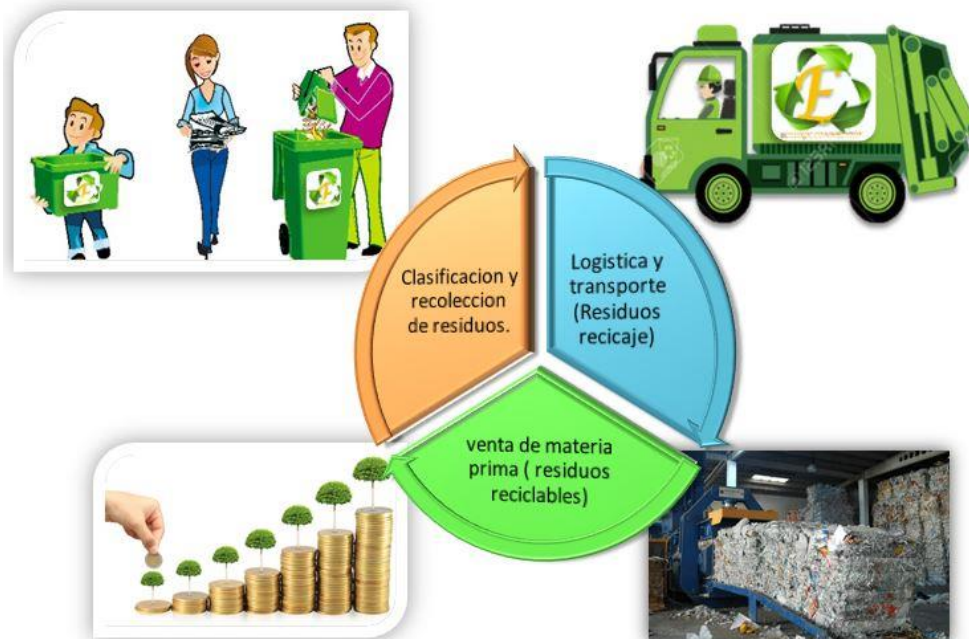 Clasificacion y
recoleccion
de residuos.
Logistica y
transporte
(Residuos
recicaje)
venta de materia
prima ( residuos
reciclables)
E